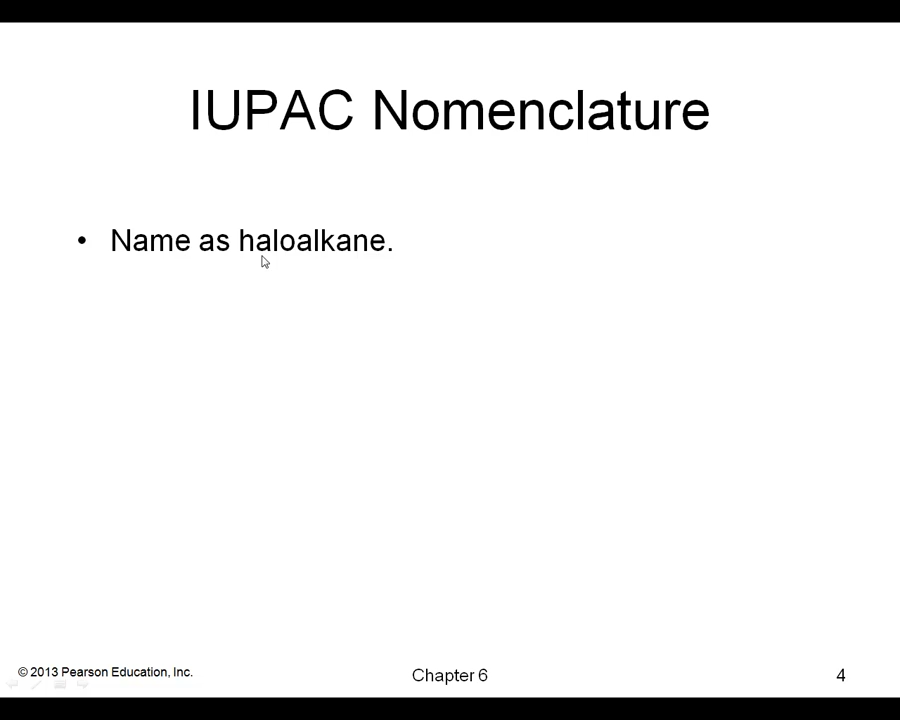 IUPAC Nomenclature
• Name as haloalkane.
© 2013 Pearson Education, Inc.
Chapter 6
4